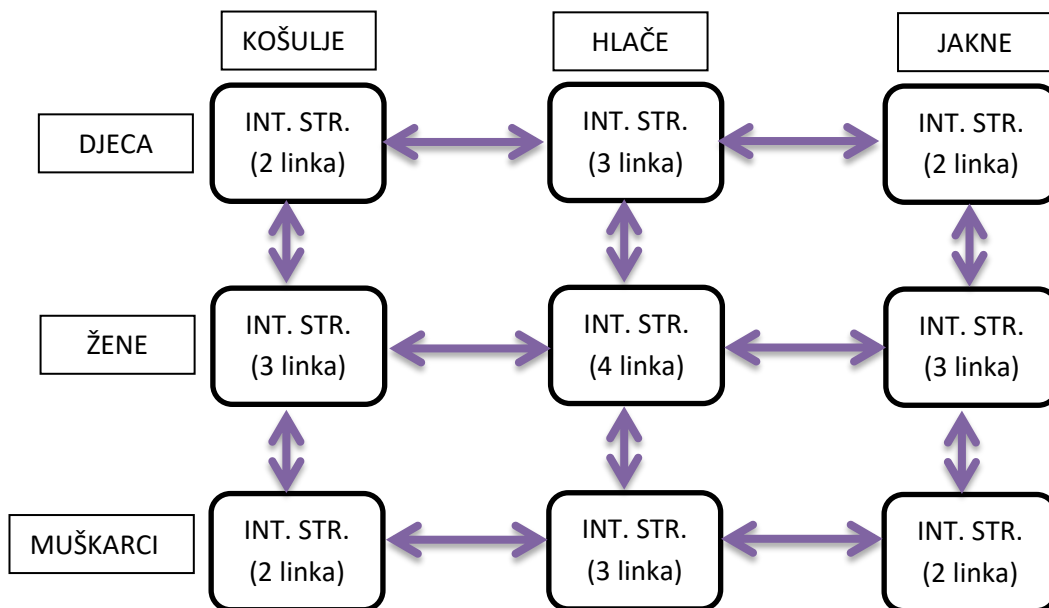 KOŠULJE
HLAČE
JAKNE
DJECA
INT. STR.
(2 linka)
INT. STR.
(3 linka)
INT. STR.
(2 linka)
ŽENE
INT. STR.
(3 linka)
INT. STR.
(4 linka)
INT. STR.
(3 linka)
MUŠKARCI
INT. STR.
(2 linka)
INT. STR.
(3 linka)
INT. STR.
(2 linka)